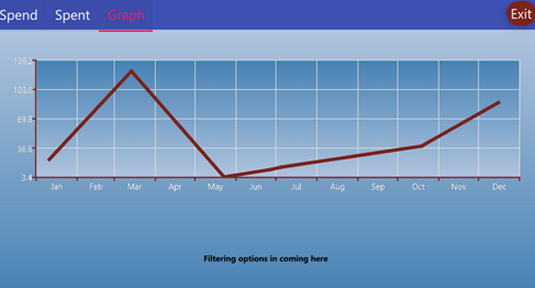 Spend Spent Graph Exit
136.2
103.0
69.8
36.6
3.4
Jan Feb Mar Apr May Jun Jul Aug Sep Oct Nov Dec
Filtering options in coming here